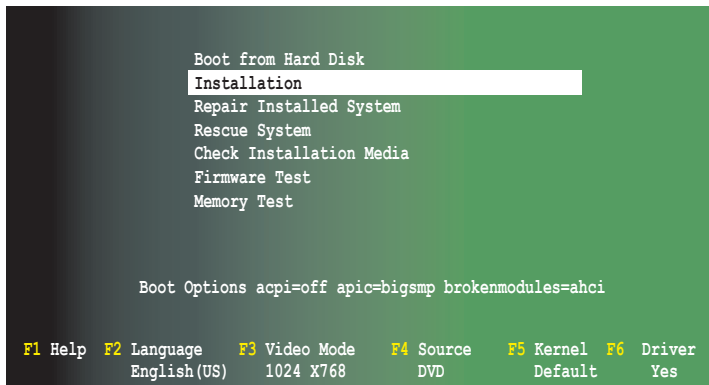 Boot from Hard Disk
Installation
Repair Installed System
Rescue System
Check Installation Media
Firmware Test
Memory Test
Boot Options acpi=off apic=bigsmp brokenmodules=ahci
F1 Help F2 Language F3 Video Mode F4 Source F5 Kernel F6 Driver
English(US) 1024 X768 DVD Default Yes